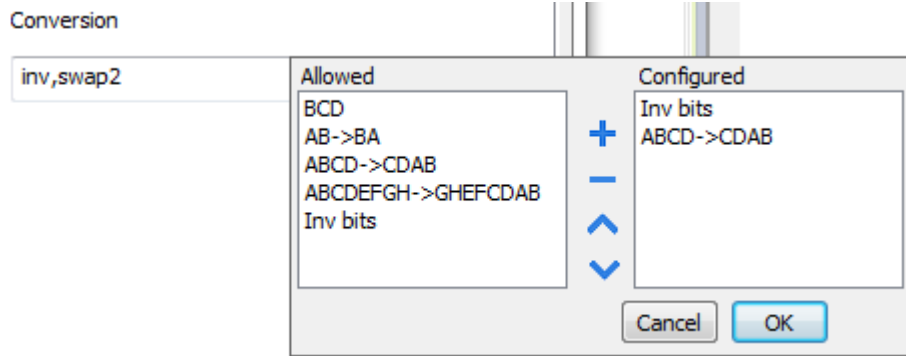 Conversion
inv,swap2
Allowed
BCD
AB->BA
ABCD->CDAB
ABCDEFGH->GHEFCDAB
Inv bits
Configured
Inv bits
ABCD->CDAB
Cancel
OK